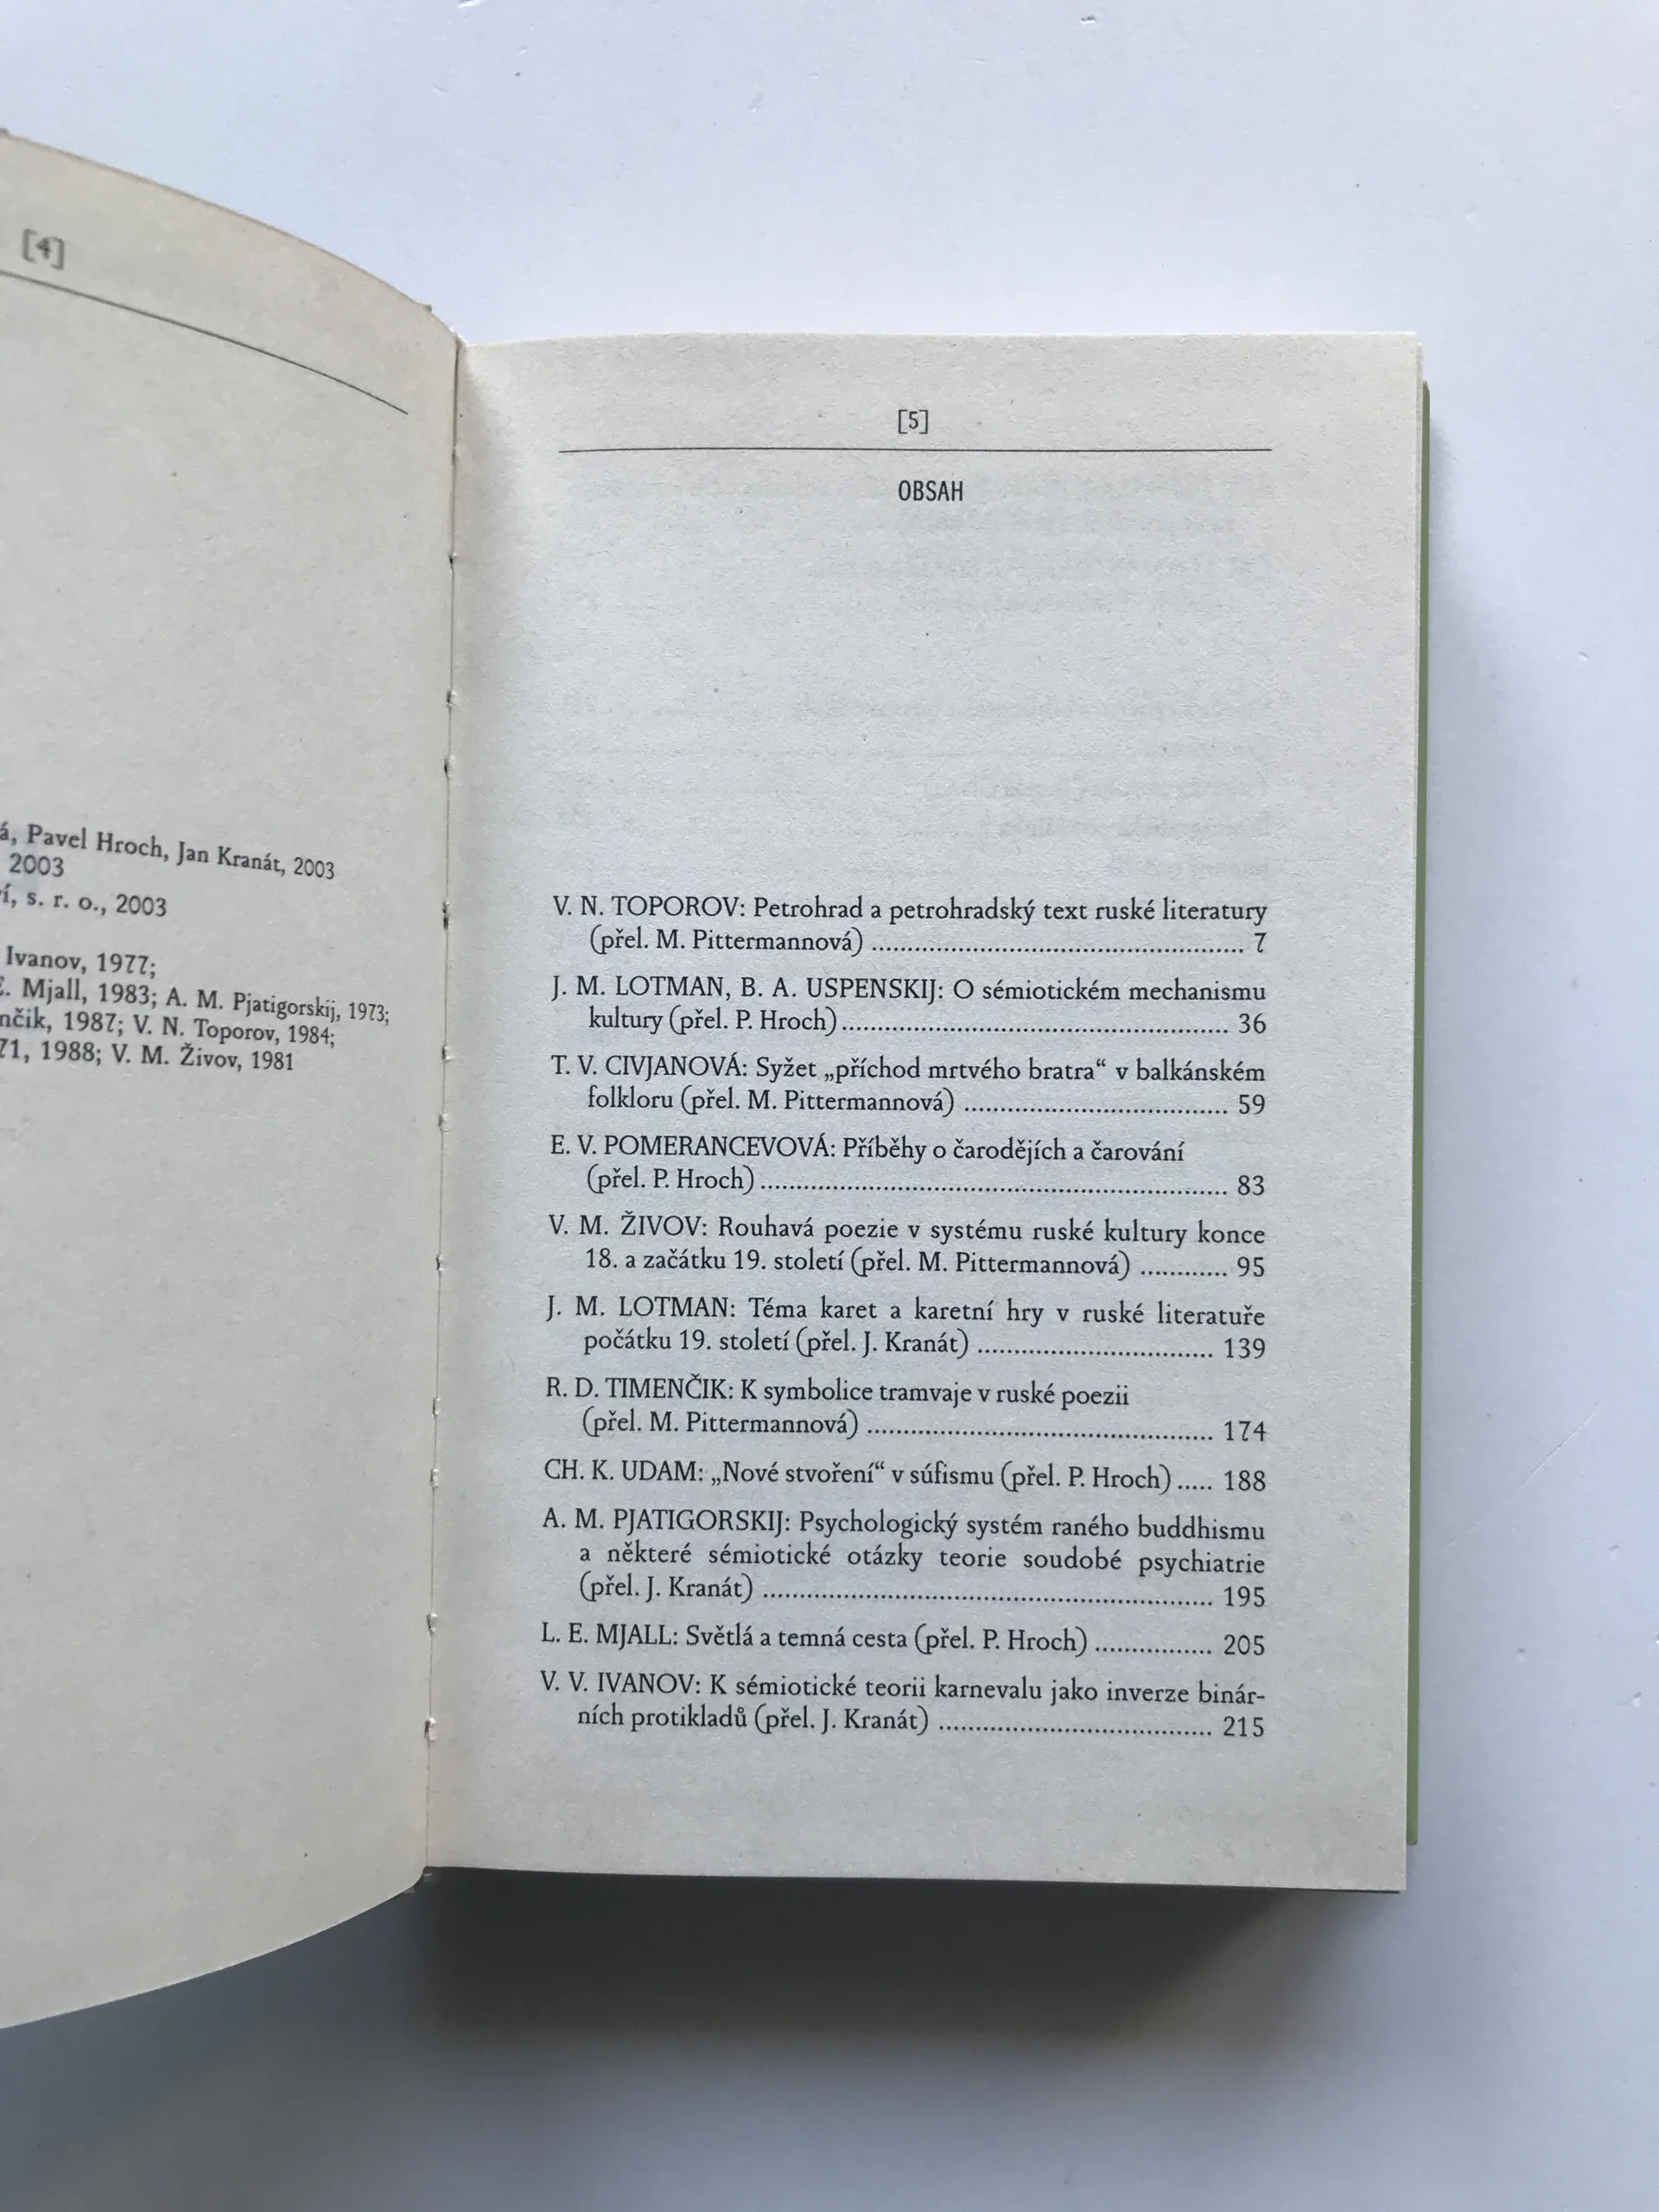 [4]
á, Pavel Hroch, Jan Kranát, 2003
2003
í, s. r. o., 2003
Ivanov, 1977;
E. Mjall, 1983; A. M. Pjatigorskij, 1973;
nčik, 1987; V. N. Toporov, 1984;
71, 1988; V. M. Živov, 1981
[5]
OBSAH
V. N. TOPOROV: Petrohrad a petrohradský text ruské literatury
(přel. M. Pittermannová) ........................................................ 7
J. M. LOTMAN, B. A. USPENSKIJ: O sémiotickém mechanismu
kultury (přel. P. Hroch).......................................................... 36
T. V. CIVJANOVÁ: Syžet „příchod mrtvého bratra“ v balkánském
folkloru (přel. M. Pittermannová) ....................................... 59
E. V. POMERANCEVOVÁ: Příběhy o čarodějích a čarování
(přel. P. Hroch)...................................................................... 83
V. M. ŽIVOV: Rouhavá poezie v systému ruské kultury konce
18. a začátku 19. století (přel. M. Pittermannová) ............. 95
J. M. LOTMAN: Téma karet a karetní hry v ruské literatuře
počátku 19. století (přel. J. Kranát) ................................... 139
R. D. TIMENČIK: K symbolice tramvaje v ruské poezii
(přel. M. Pittermannová) .................................................... 174
CH. K. UDAM: „Nové stvoření“ v súfismu (přel. P. Hroch)..... 188
A. M. PJATIGORSKIJ: Psychologický systém raného buddhismu
a některé sémiotické otázky teorie soudobé psychiatrie
(přel. J. Kranát) ................................................................... 195
L. E. MJALL: Světlá a temná cesta (přel. P. Hroch) ................. 205
V. V. IVANOV: K sémiotické teorii karnevalu jako inverze binár-
ních protikladů (přel. J. Kranát) ......................................... 215